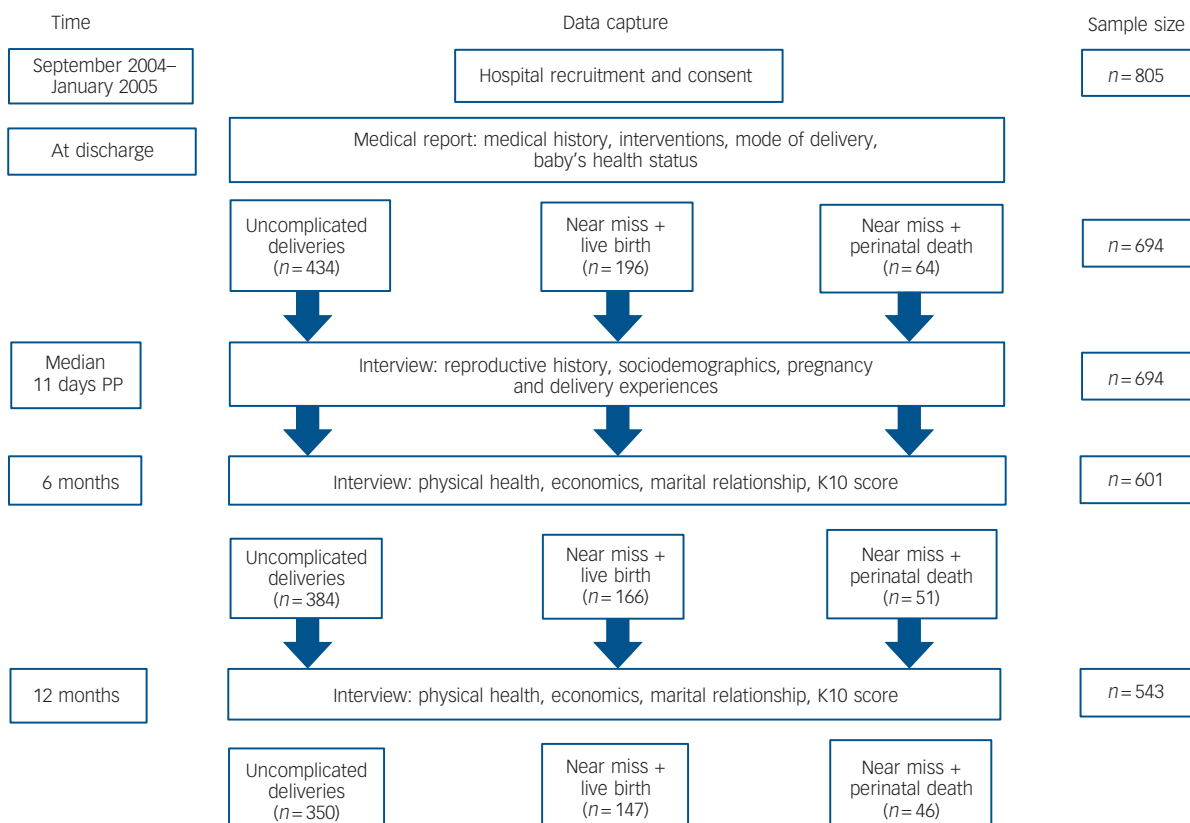 Time
Data capture
Sample size
September 2004–
January 2005
Hospital recruitment and consent
n=805
At discharge
Medical report: medical history, interventions, mode of delivery,
baby's health status
Uncomplicated
deliveries
(n=434)
Near miss +
live birth
(n=196)
Near miss +
perinatal death
(n=64)
n=694
Median
11 days PP
Interview: reproductive history, sociodemographics, pregnancy
and delivery experiences
n=694
6 months
Interview: physical health, economics, marital relationship, K10 score
n=601
Uncomplicated
deliveries
(n=384)
Near miss +
live birth
(n=166)
Near miss +
perinatal death
(n=51)
12 months
Interview: physical health, economics, marital relationship, K10 score
n=543
Uncomplicated
deliveries
(n=350)
Near miss +
live birth
(n=147)
Near miss +
perinatal death
(n=46)